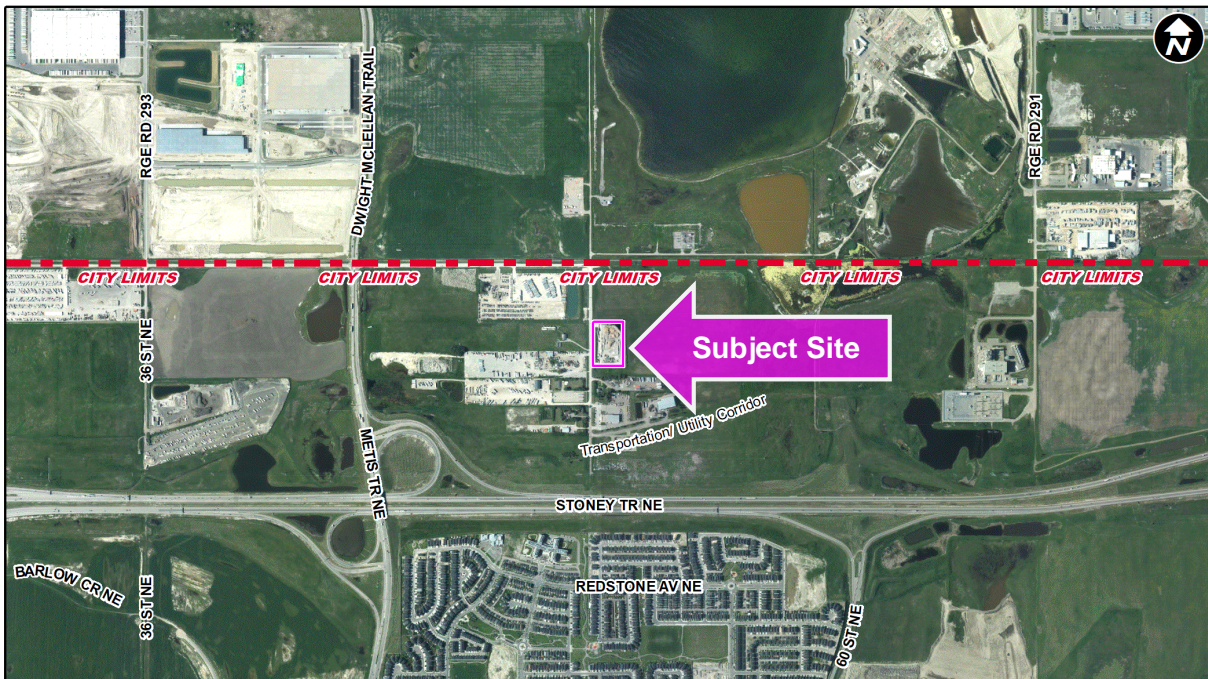 N
RGE RD 293
DWIGHT MCLELLAN TRAIL
RGE RD 291
CITY LIMITS
CITY LIMITS
CITY LIMITS
CITY LIMITS
CITY LIMITS
36 ST NE
Subject Site
Transportation/ Utility Corridor
METIS TR NE
STONEY TR NE
BARLOW CR NE
36 ST NE
REDSTONE AV NE
60 ST NE